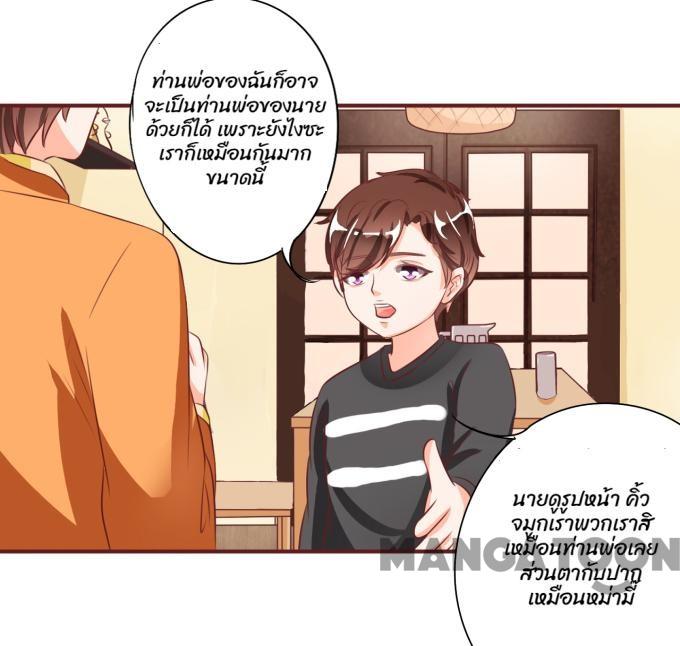 ท่านพ่อของฉันก็อาจ
จะเป็นท่านพ่อของนาย
ด้วยก็ได้ เพราะยังไงซะ
เราก็เหมือนกันมาก
ขนาดนี้
นายดูรูปหน้า คิ้ว
จมูกเราพวกเราสิ
เหมือนท่านพ่อเลย
ส่วนตากับปาก
เหมือนหม่ามี๊
MANGATOON